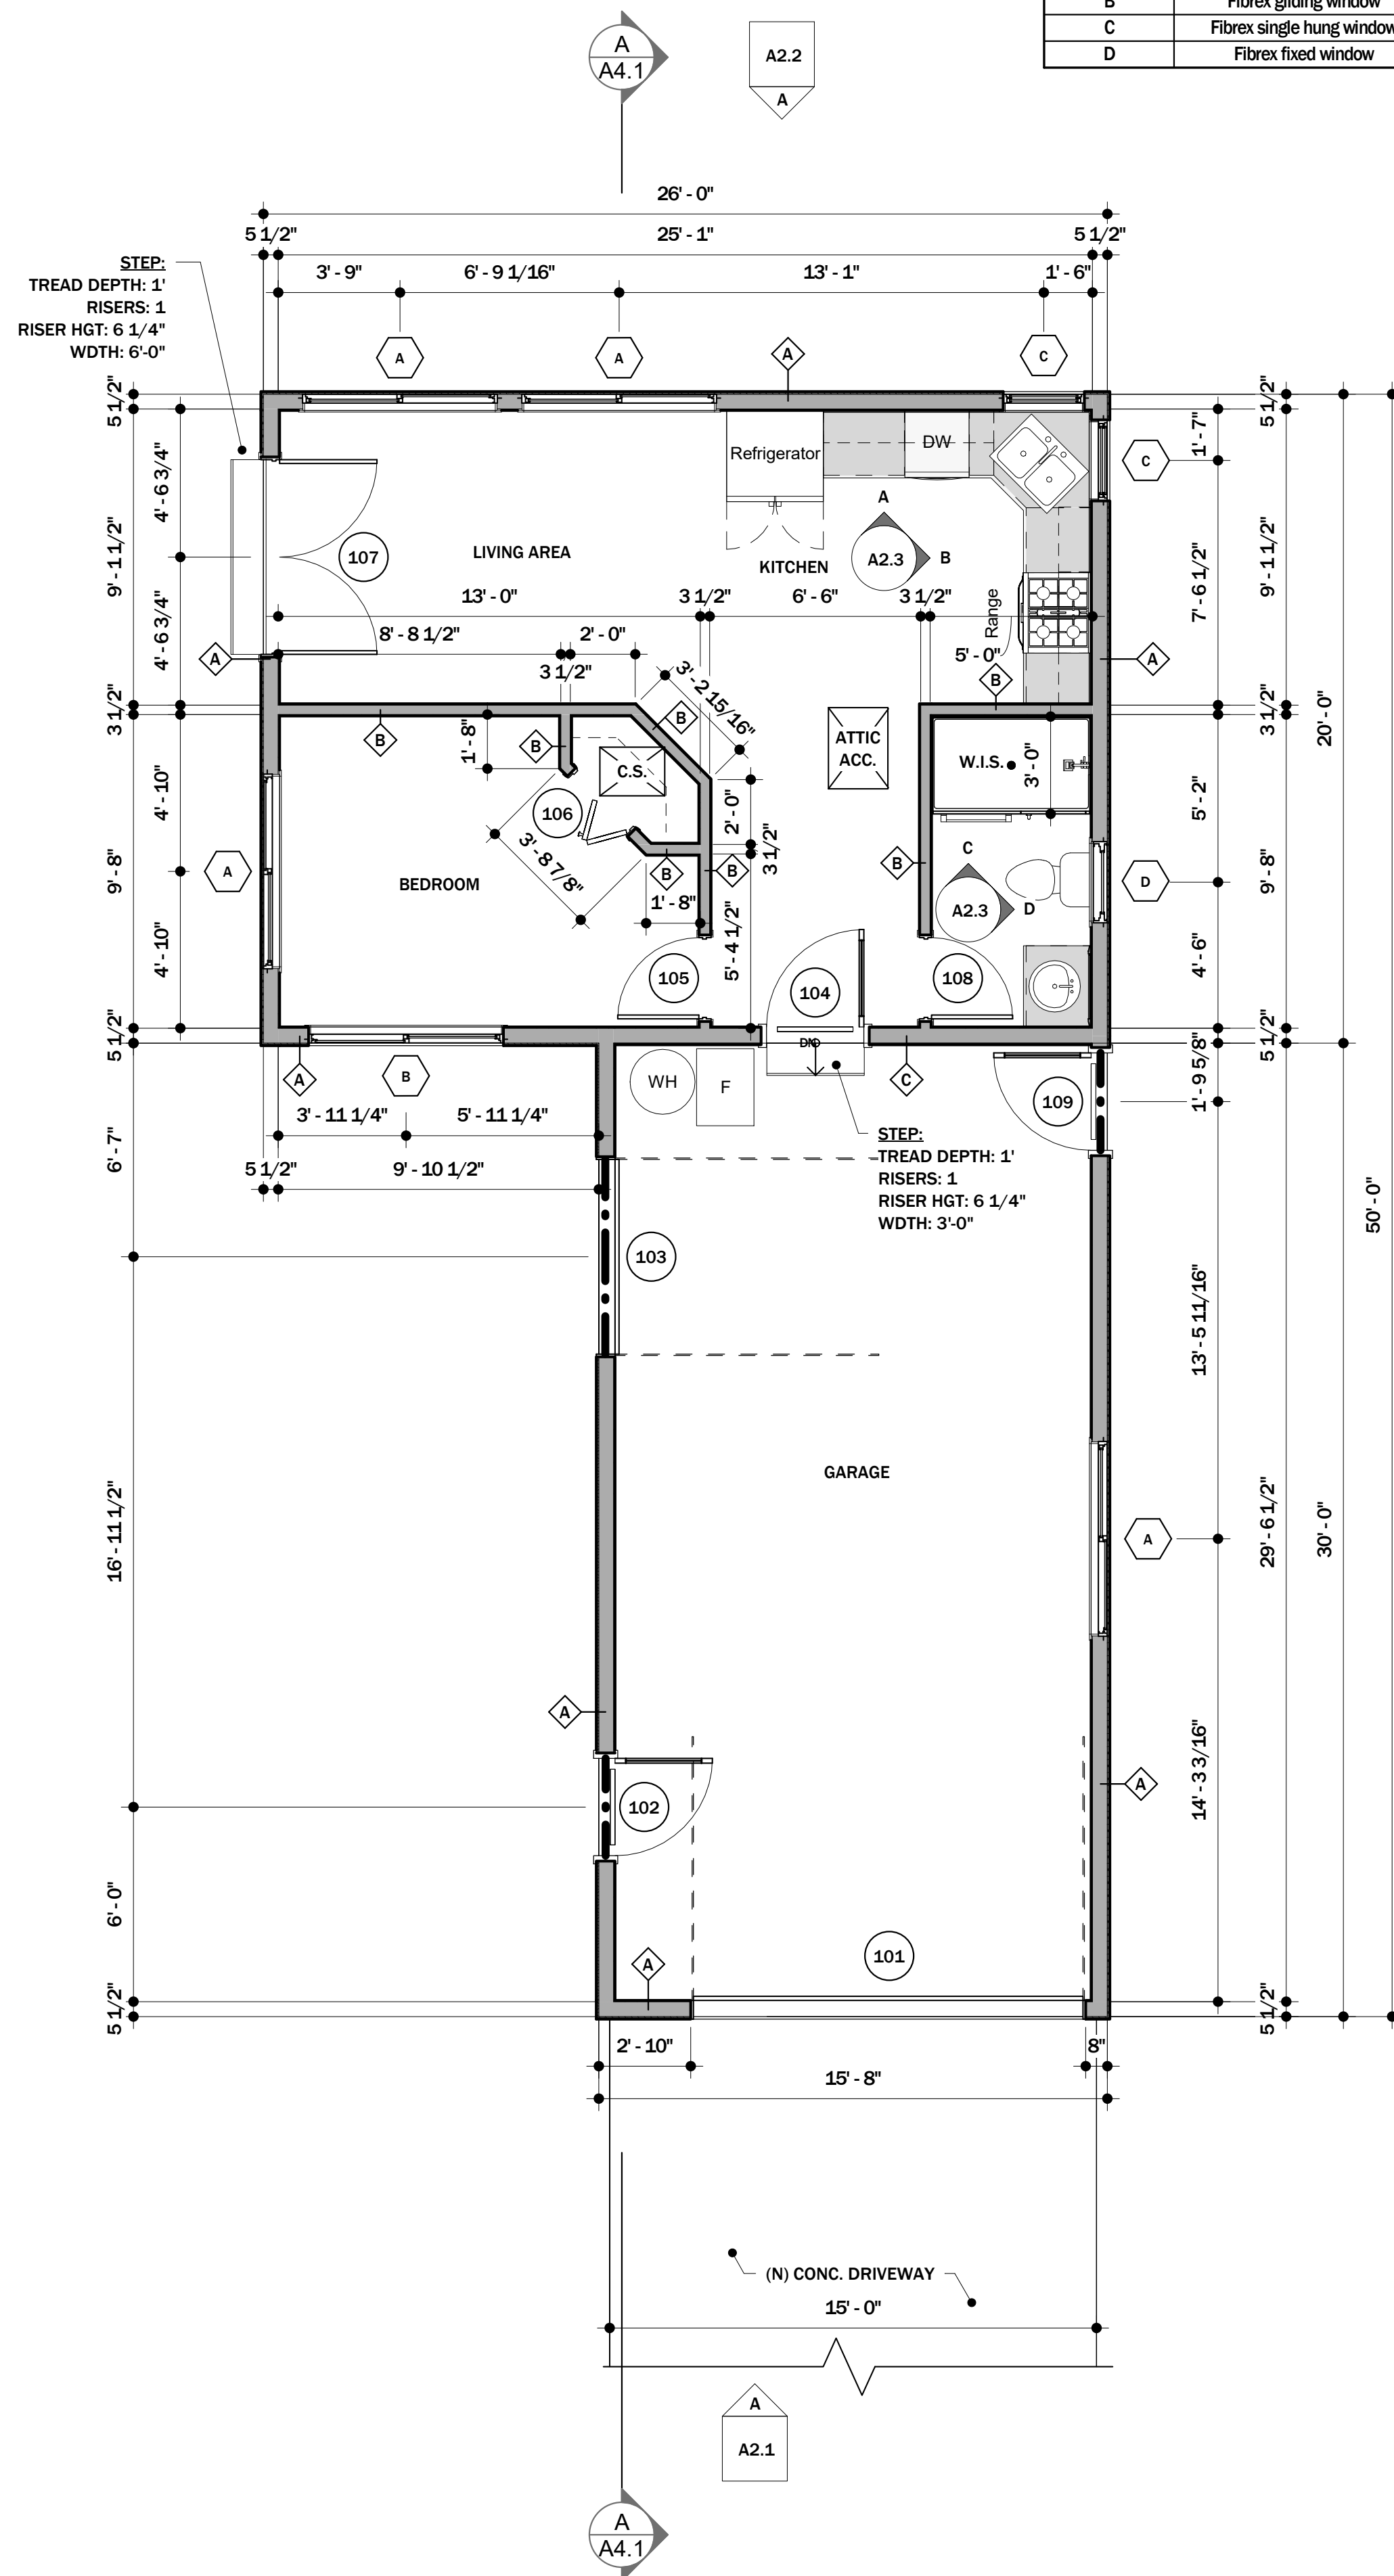 B Fibrex gliding window
C Fibrex single hung window
D Fibrex fixed window
A
A4.1
A2.2
A
26' - 0"
5 1/2" 25' - 1" 5 1/2"
3' - 9" 6' - 9 1/16" 13' - 1" 1' - 6"
STEP:
TREAD DEPTH: 1'
RISERS: 1
RISER HGT: 6 1/4"
WDTH: 6'-0"
A A A C
5 1/2"
4' - 6 3/4"
9' - 11 1/2"
4' - 6 3/4"
3 1/2"
4' - 10"
9' - 8"
4' - 10"
5 1/2"
6' - 7"
16' - 11 1/2"
6' - 0"
5 1/2"
Refrigerator
DW
C
107
LIVING AREA
KITCHEN
A
A2.3
B
13' - 0" 3 1/2" 6' - 6" 3 1/2"
Range
5' - 0"
8' - 8 1/2" 2' - 0"
3 1/2"
3' - 2 15/16"
A
A
B
B
B
B
1' - 8"
C.S.
ATTIC
ACC.
W.I.S.
3' - 0"
106
3' - 8 7/8"
2' - 0"
3 1/2"
5' - 4 1/2"
A
BEDROOM
B
B
1' - 8"
B
C
A2.3
D
D
105
104
108
DN
A
B
WH
F
C
109
3' - 11 1/4" 5' - 11 1/4"
5 1/2" 9' - 10 1/2"
STEP:
TREAD DEPTH: 1'
RISERS: 1
RISER HGT: 6 1/4"
WDTH: 3'-0"
103
GARAGE
A
A
A
102
101
A
1' - 7"
7' - 6 1/2"
5' - 2"
4' - 6"
1' - 9 5/8"
13' - 5 11/16"
14' - 3 3/16"
5 1/2"
9' - 11 1/2"
3 1/2"
9' - 8"
5 1/2"
29' - 6 1/2"
5 1/2"
20' - 0"
30' - 0"
50' - 0"
2' - 10" 8"
15' - 8"
(N) CONC. DRIVEWAY
15' - 0"
A
A2.1
A
A4.1